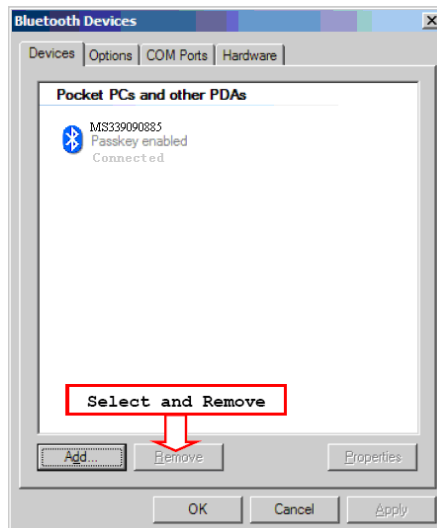 Bluetooth Devices
Devices Options COM Ports Hardware
Pocket PCs and other PDAs
MS339090885
Passkey enabled
Connected
Select and Remove
Add... Remove Properties
OK Cancel Apply